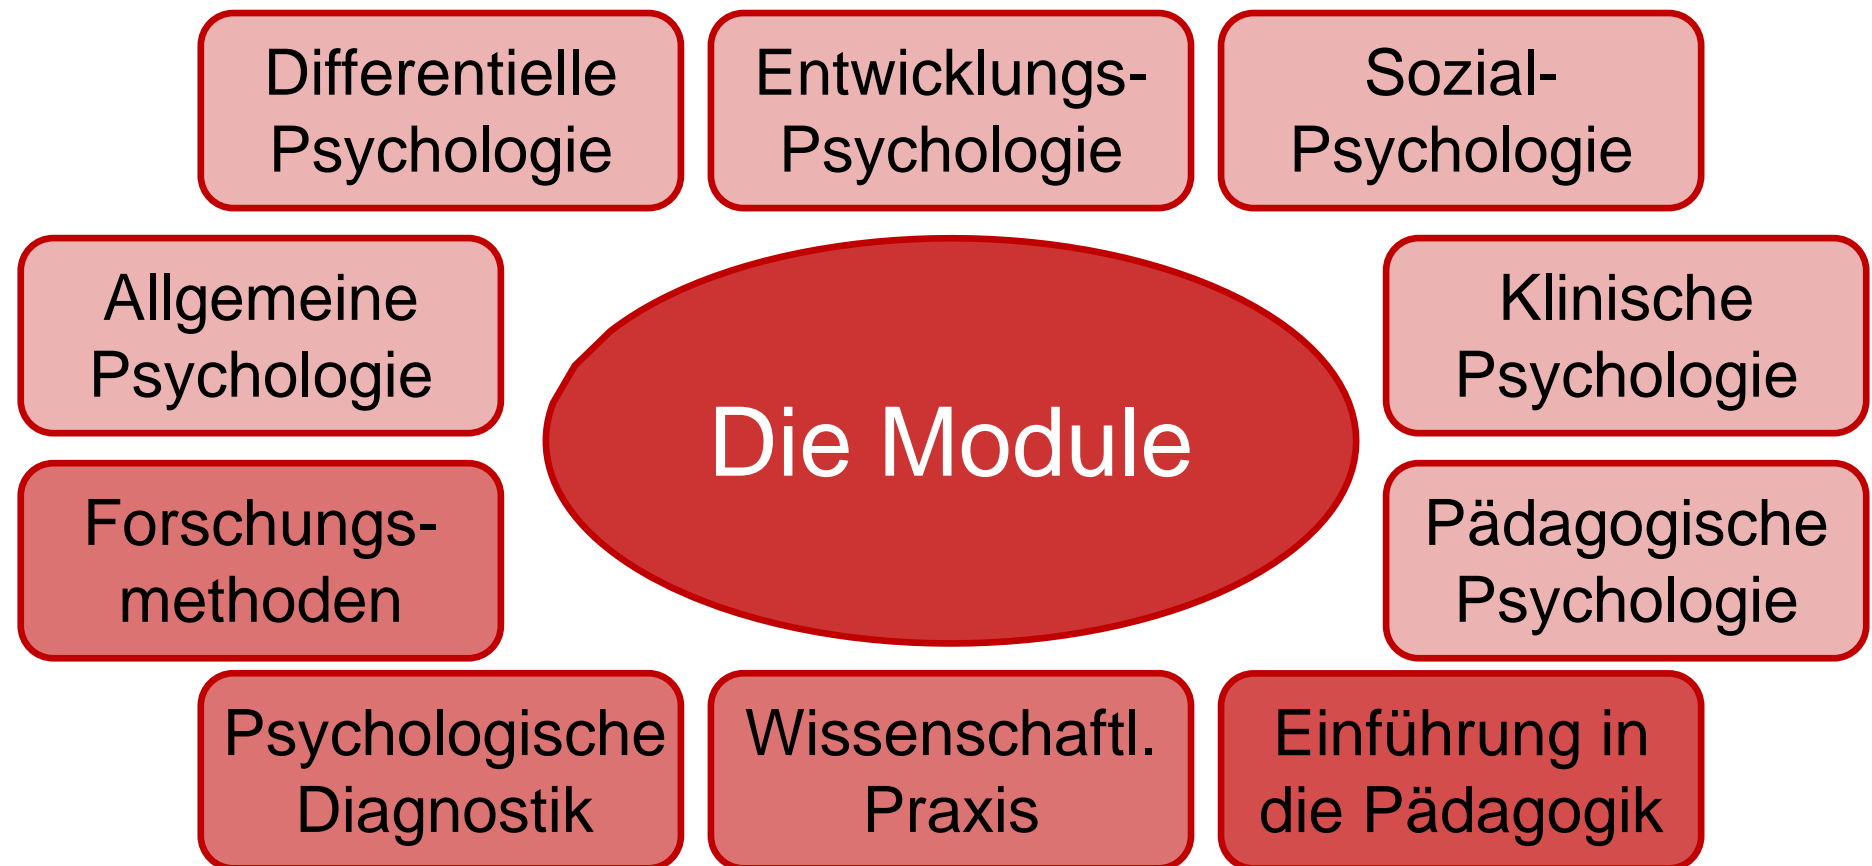 Differentielle
Psychologie
Entwicklungs-
Psychologie
Sozial-
Psychologie
Allgemeine
Psychologie
Die Module
Klinische
Psychologie
Forschungs-
methoden
Pädagogische
Psychologie
Psychologische
Diagnostik
Wissenschaftl.
Praxis
Einführung in
die Pädagogik